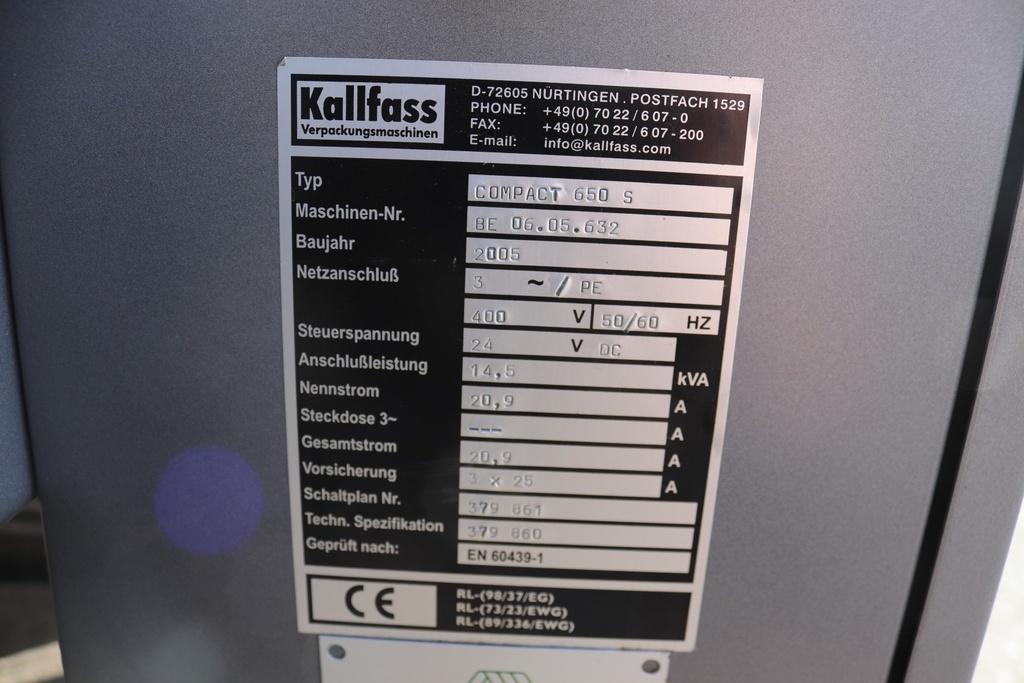 Kallfass
Verpackungsmaschinen
D-72605 NÜRTINGEN . POSTFACH 1529
PHONE: +49(0) 70 22 / 6 07 - 0
FAX: +49(0) 70 22 / 6 07 - 200
E-mail: info@kallfass.com
Typ COMPACT 650 S
Maschinen-Nr. BE 06.05.632
Baujahr 2005
Netzanschluß 3 ~ / PE
400 V 50/60 HZ
Steuerspannung 24 V DC
Anschlußleistung 14,5 kVA
Nennstrom 20,9 A
Steckdose 3~ --- A
Gesamtstrom 20,9 A
Vorsicherung 3 x 25 A
Schaltplan Nr. 379 861
Techn. Spezifikation 379 860
Geprüft nach: EN 60439-1
CE
RL-(98/37/EG)
RL-(73/23/EWG)
RL-(89/336/EWG)